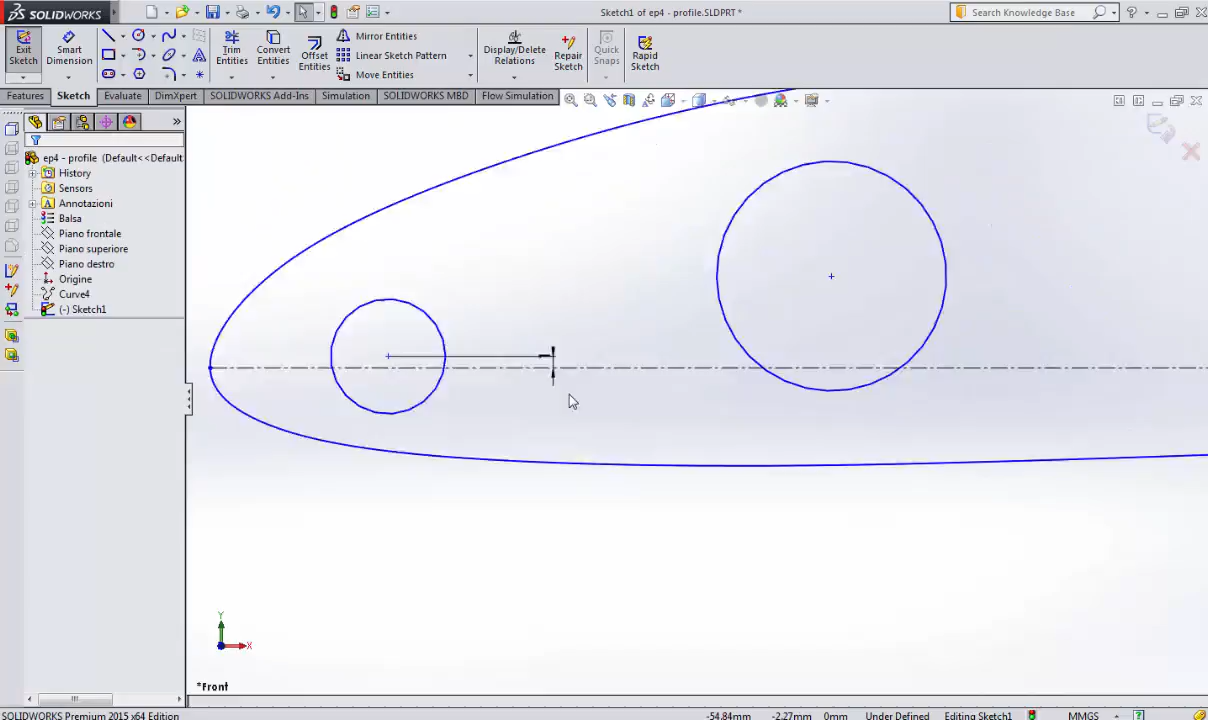 SOLIDWORKS
Sketch1 of ep4 - profile.SLDPRT *
Search Knowledge Base
?
Exit Sketch
Smart Dimension
Trim Entities
Convert Entities
Offset Entities
Mirror Entities
Linear Sketch Pattern
Move Entities
Display/Delete Relations
Repair Sketch
Quick Snaps
Rapid Sketch
Features
Sketch
Evaluate
DimXpert
SOLIDWORKS Add-Ins
Simulation
SOLIDWORKS MBD
Flow Simulation
ep4 - profile (Default<<Default
History
Sensors
Annotazioni
Balsa
Piano frontale
Piano superiore
Piano destro
Origine
Curve4
(-) Sketch1
1
Y
X
*Front
SOLIDWORKS Premium 2015 x64 Edition
-54.84mm
-2.27mm
0mm
Under Defined
Editing Sketch1
MMGS
?